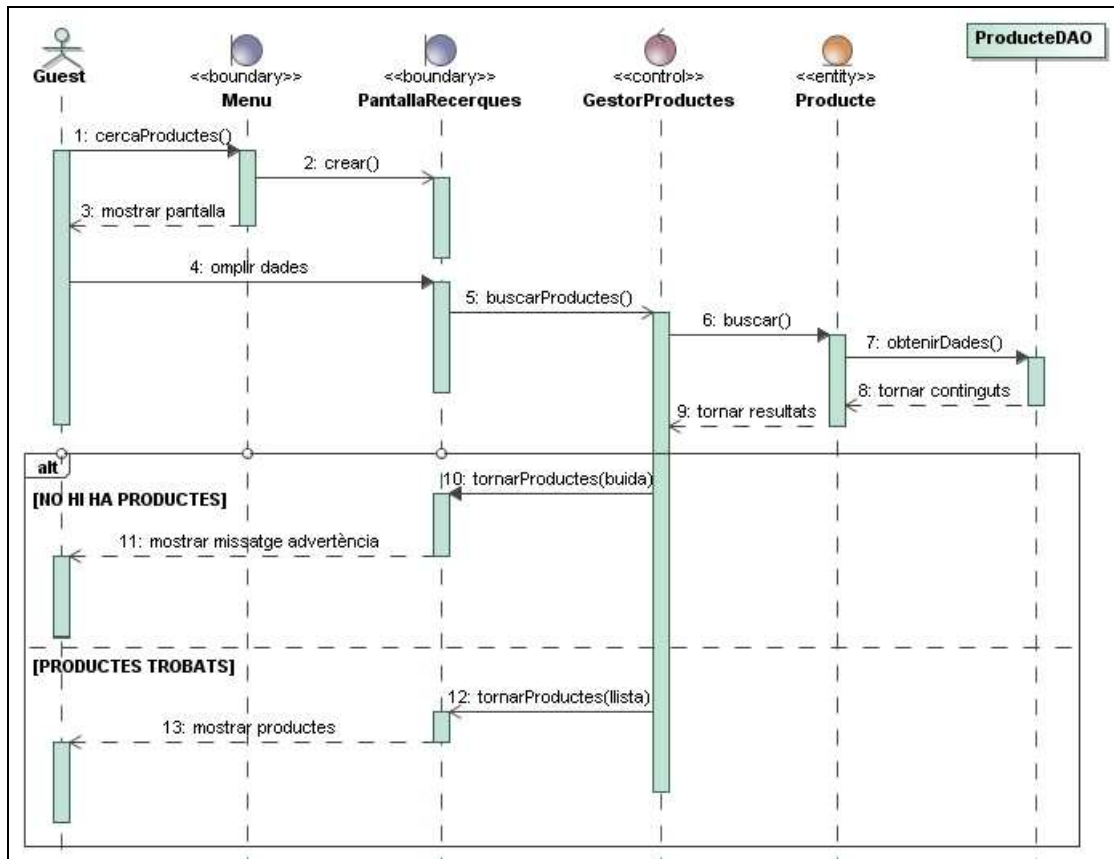 ProducteDAO
Guest
<<boundary>>
Menu
<<boundary>>
PantallaRecerques
<<control>>
GestorProductes
<<entity>>
Producte
1: cercaProductes()
2: crear()
3: mostrar pantalla
4: omplir dades
5: buscarProductes()
6: buscar()
7: obtenirDades()
8: tornar continguts
9: tornar resultats
alt
10: tornarProductes(buida)
[NO HI HA PRODUCTES]
11: mostrar missatge advertència
[PRODUCTES TROBATS]
12: tornarProductes(llista)
13: mostrar productes